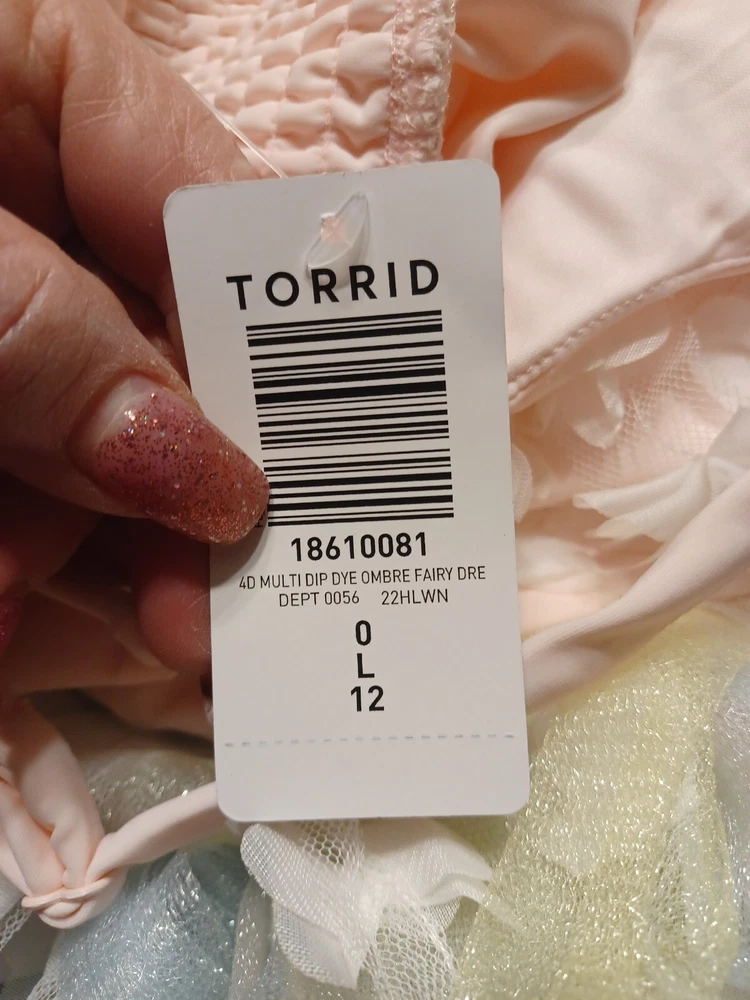 TORRID
18610081
4D MULTI DIP DYE OMBRE FAIRY DRE
DEPT 0056 22HLWN
0
L
12